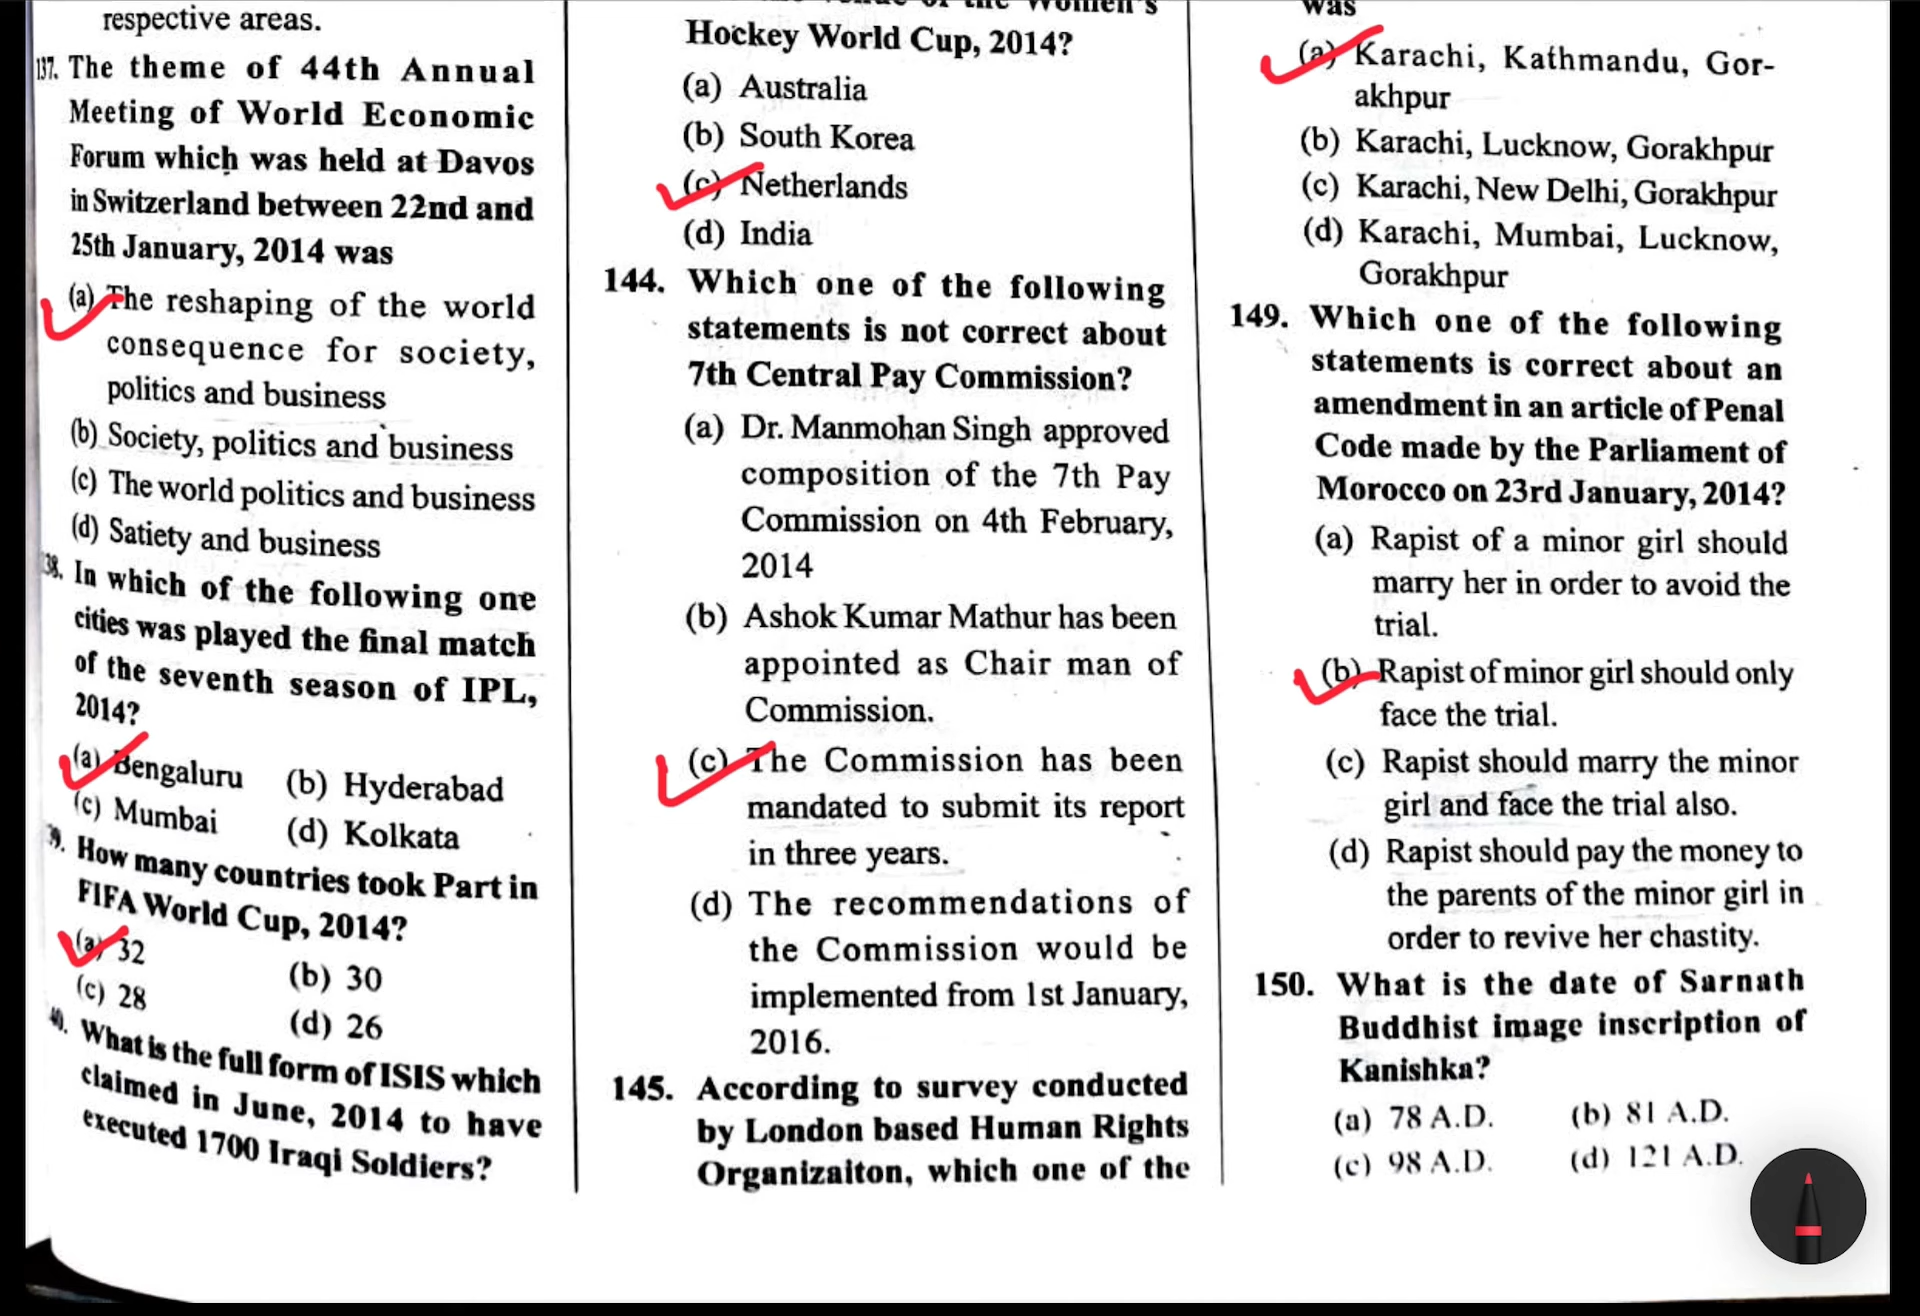 respective areas.
137. The theme of 44th Annual
Meeting of World Economic
Forum which was held at Davos
in Switzerland between 22nd and
25th January, 2014 was
(a) The reshaping of the world
consequence for society,
politics and business
(b) Society, politics and business
(c) The world politics and business
(d) Satiety and business
38. In which of the following one
cities was played the final match
of the seventh season of IPL,
2014?
(a) Bengaluru (b) Hyderabad
(c) Mumbai (d) Kolkata
39. How many countries took Part in
FIFA World Cup, 2014?
(a) 32 (b) 30
(c) 28 (d) 26
40. What is the full form of ISIS which
claimed in June, 2014 to have
executed 1700 Iraqi Soldiers?
of the Women's
Hockey World Cup, 2014?
(a) Australia
(b) South Korea
(c) Netherlands
(d) India
144. Which one of the following
statements is not correct about
7th Central Pay Commission?
(a) Dr. Manmohan Singh approved
composition of the 7th Pay
Commission on 4th February,
2014
(b) Ashok Kumar Mathur has been
appointed as Chair man of
Commission.
(c) The Commission has been
mandated to submit its report
in three years.
(d) The recommendations of
the Commission would be
implemented from 1st January,
2016.
145. According to survey conducted
by London based Human Rights
Organizaiton, which one of the
was
(a) Karachi, Kathmandu, Gor-
akhpur
(b) Karachi, Lucknow, Gorakhpur
(c) Karachi, New Delhi, Gorakhpur
(d) Karachi, Mumbai, Lucknow,
Gorakhpur
149. Which one of the following
statements is correct about an
amendment in an article of Penal
Code made by the Parliament of
Morocco on 23rd January, 2014?
(a) Rapist of a minor girl should
marry her in order to avoid the
trial.
(b) Rapist of minor girl should only
face the trial.
(c) Rapist should marry the minor
girl and face the trial also.
(d) Rapist should pay the money to
the parents of the minor girl in
order to revive her chastity.
150. What is the date of Sarnath
Buddhist image inscription of
Kanishka?
(a) 78 A.D. (b) 81 A.D.
(c) 98 A.D. (d) 121 A.D.